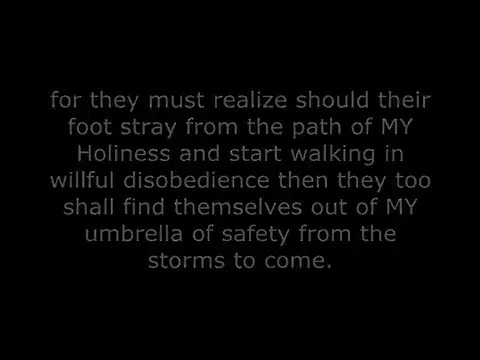 for they must realize should their
foot stray from the path of MY
Holiness and start walking in
willful disobedience then they too
shall find themselves out of MY
umbrella of safety from the
storms to come.